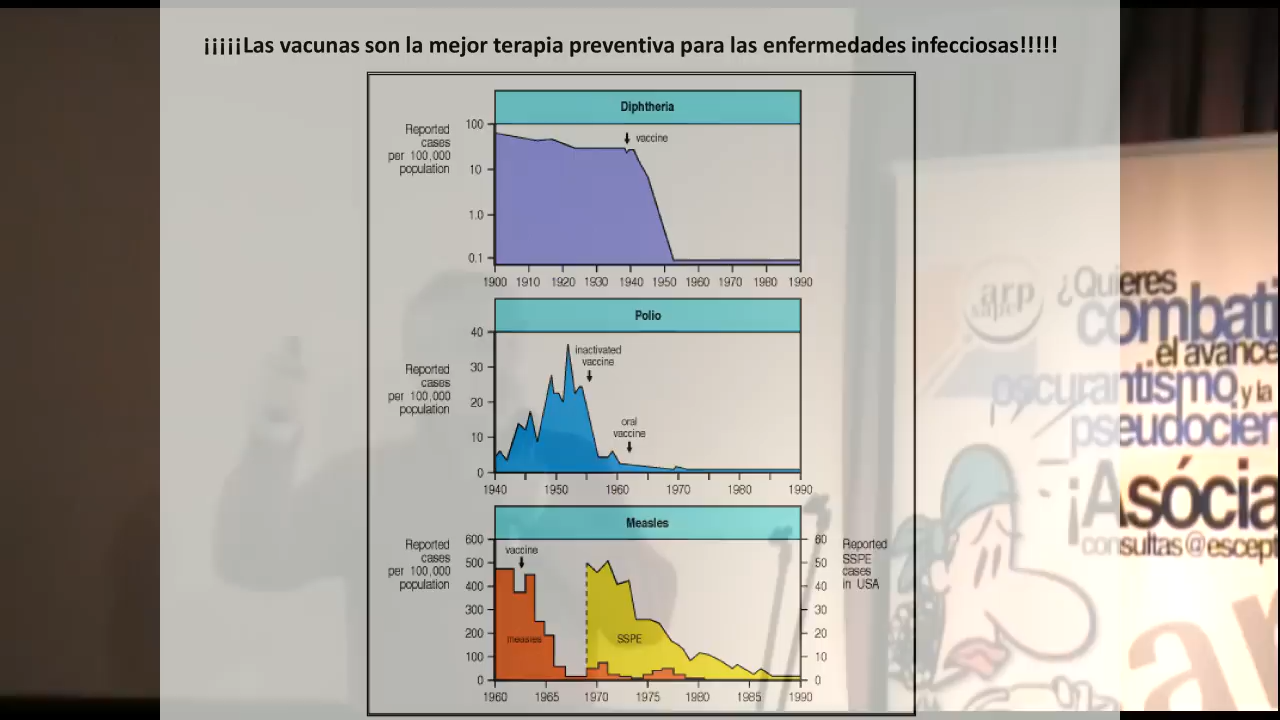 ¡¡¡¡¡Las vacunas son la mejor terapia preventiva para las enfermedades infecciosas!!!!!
Diphtheria
Reported
cases
per 100,000
population
100
10
1.0
0.1
vaccine
1900 1910 1920 1930 1940 1950 1960 1970 1980 1990
Polio
Reported
cases
per 100,000
population
40
30
20
10
0
inactivated
vaccine
oral
vaccine
1940 1950 1960 1970 1980 1990
Measles
Reported
cases
per 100,000
population
600
500
400
300
200
100
0
vaccine
measles
SSPE
60
50
40
30
20
10
0
Reported
SSPE
cases
in USA
1960 1965 1970 1975 1980 1985 1990
arp
¿Quieres
combati
el avance
oscurantismo y la
pseudocien
¡Asócia
consultas@escept